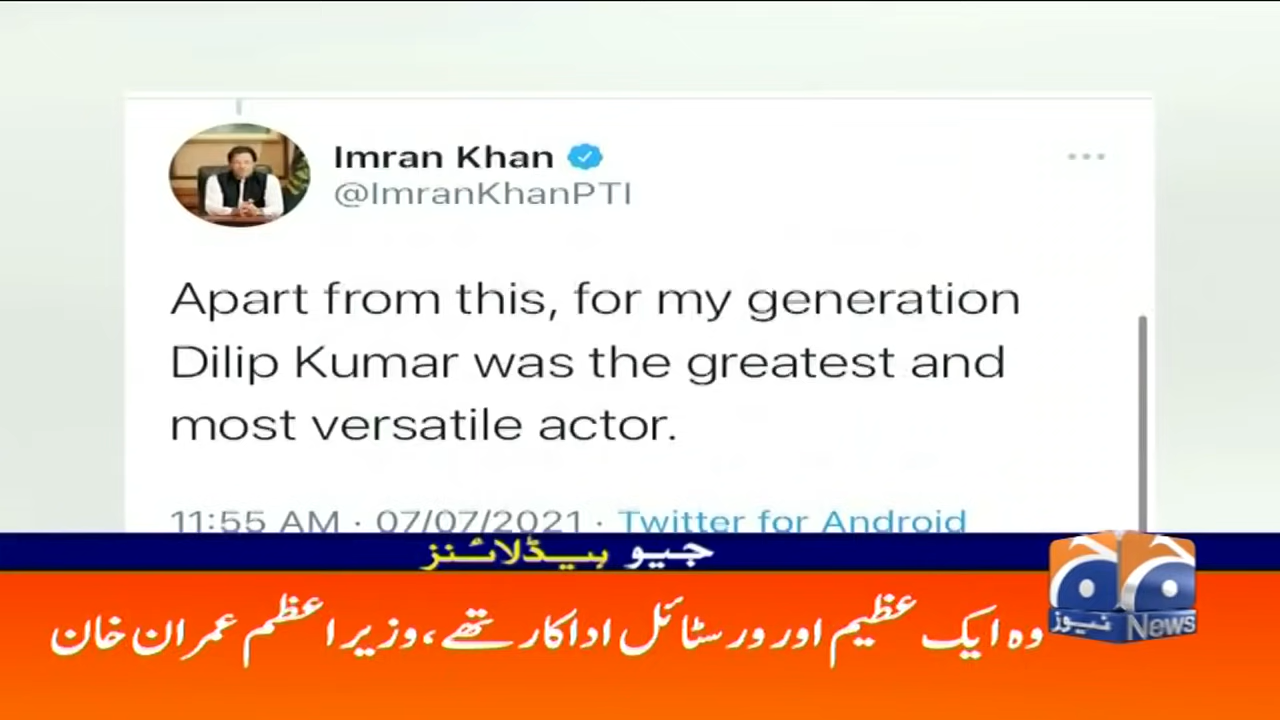 Imran Khan
@ImranKhanPTI
Apart from this, for my generation
Dilip Kumar was the greatest and
most versatile actor.
11:55 AM · 07/07/2021 · Twitter for Android
جیو ہیڈلائنز
وہ ایک عظیم اور ورسٹائل اداکار تھے، وزیر اعظم عمران خان
نیوز News